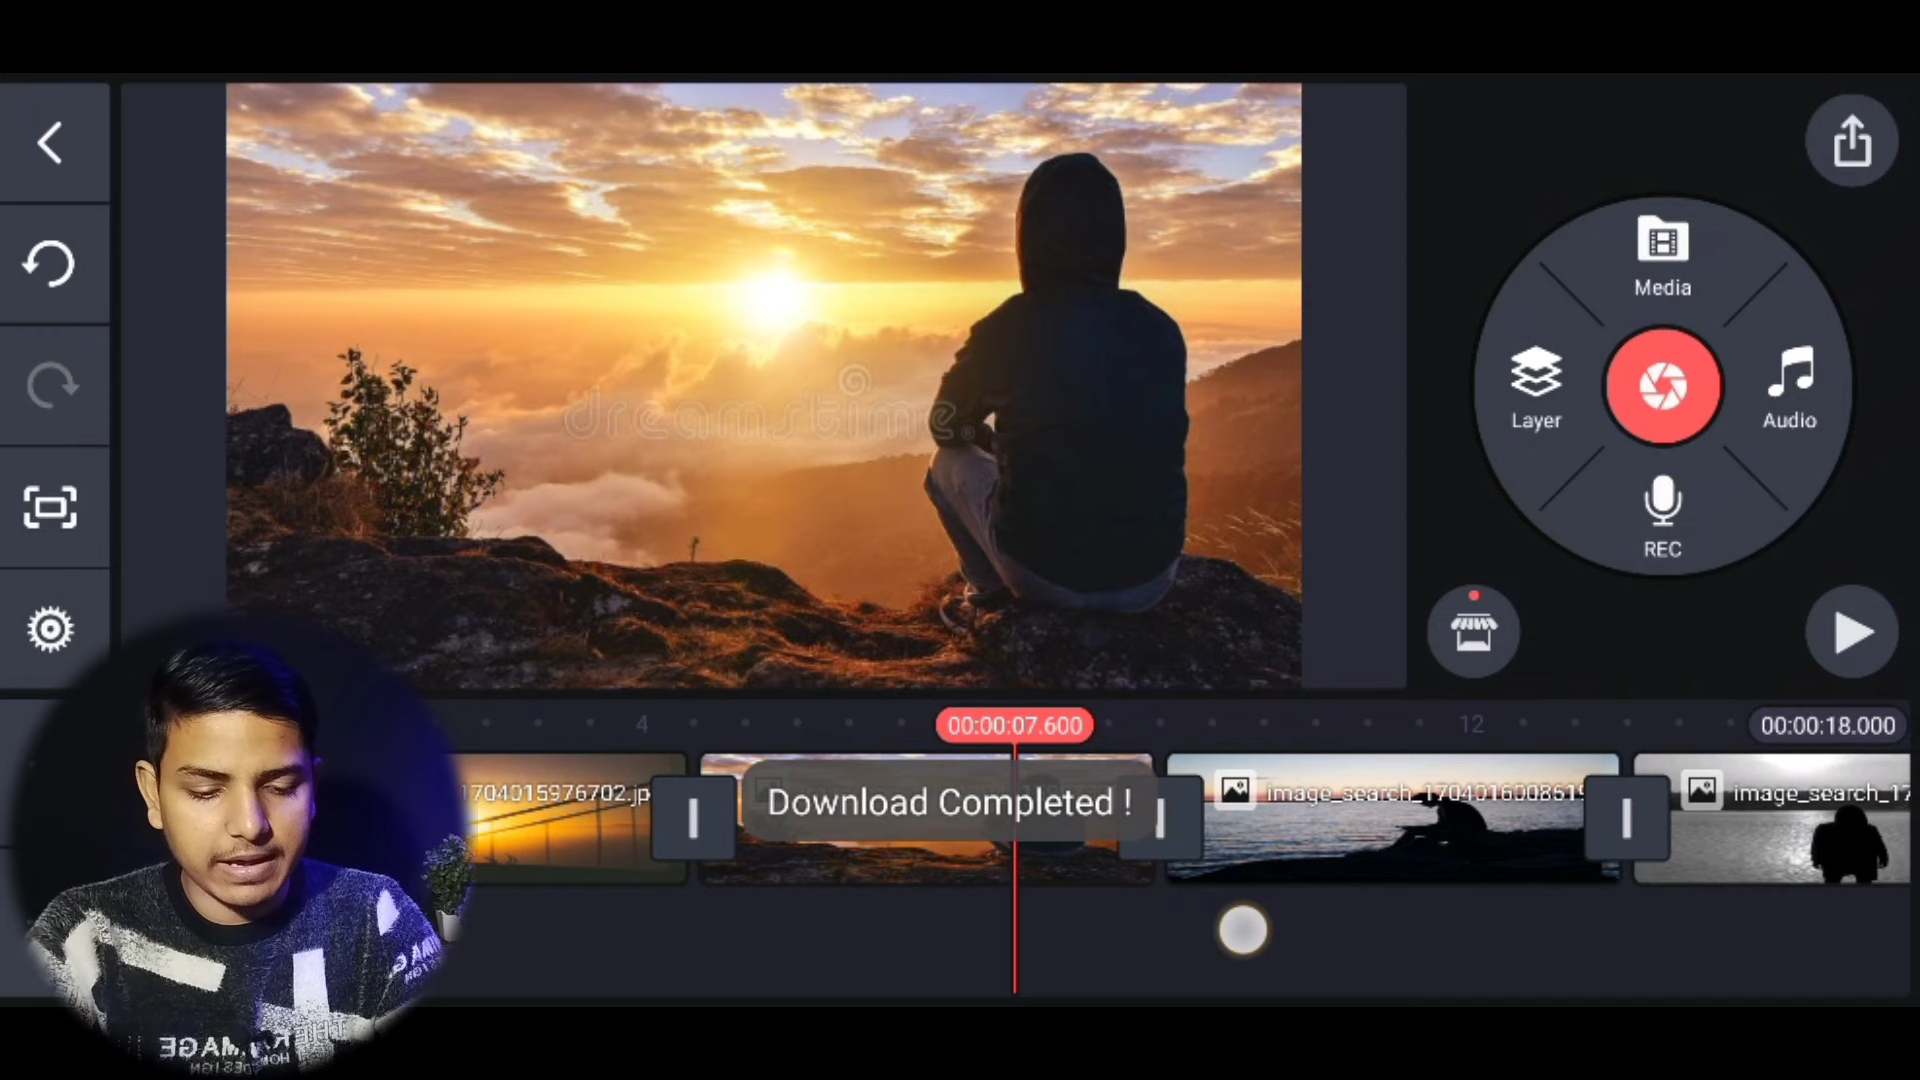 Media
Layer
Audio
REC
dreamstime
4
00:00:07.600
12
00:00:18.000
1704015976702.jp
Download Completed !
image_search_1704016008619
image_search_17